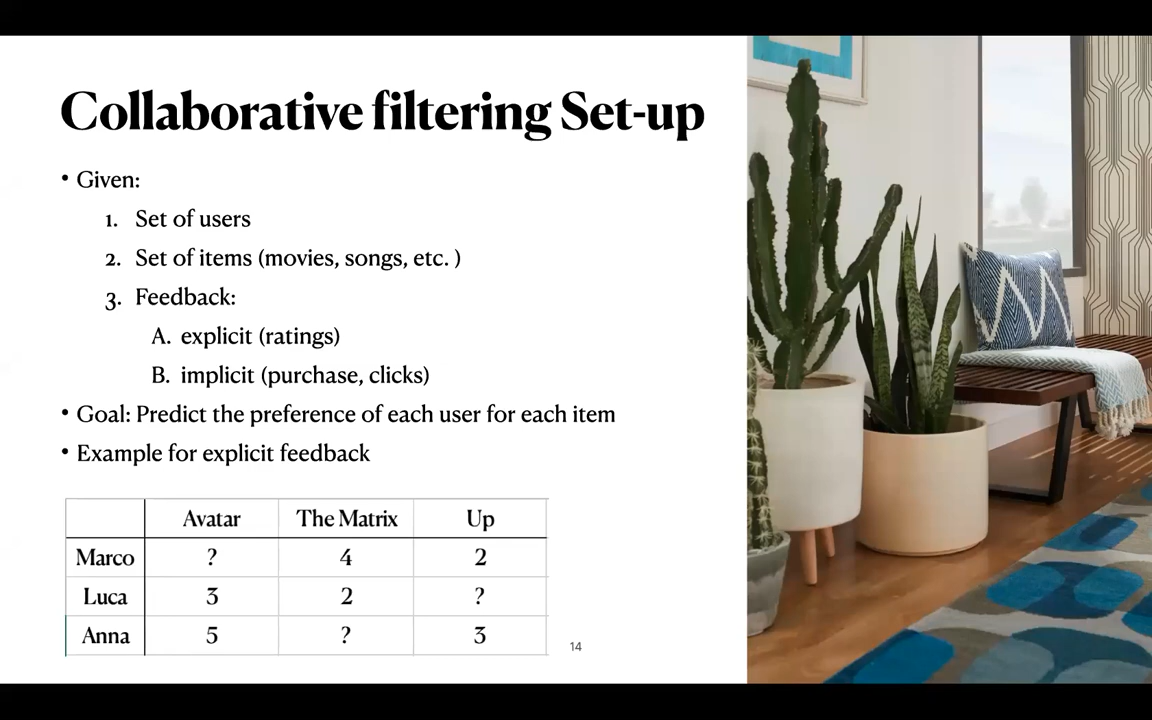 Collaborative filtering Set-up
• Given:
1. Set of users
2. Set of items (movies, songs, etc. )
3. Feedback:
A. explicit (ratings)
B. implicit (purchase, clicks)
• Goal: Predict the preference of each user for each item
• Example for explicit feedback
Avatar The Matrix Up
Marco ? 4 2
Luca 3 2 ?
Anna 5 ? 3
14